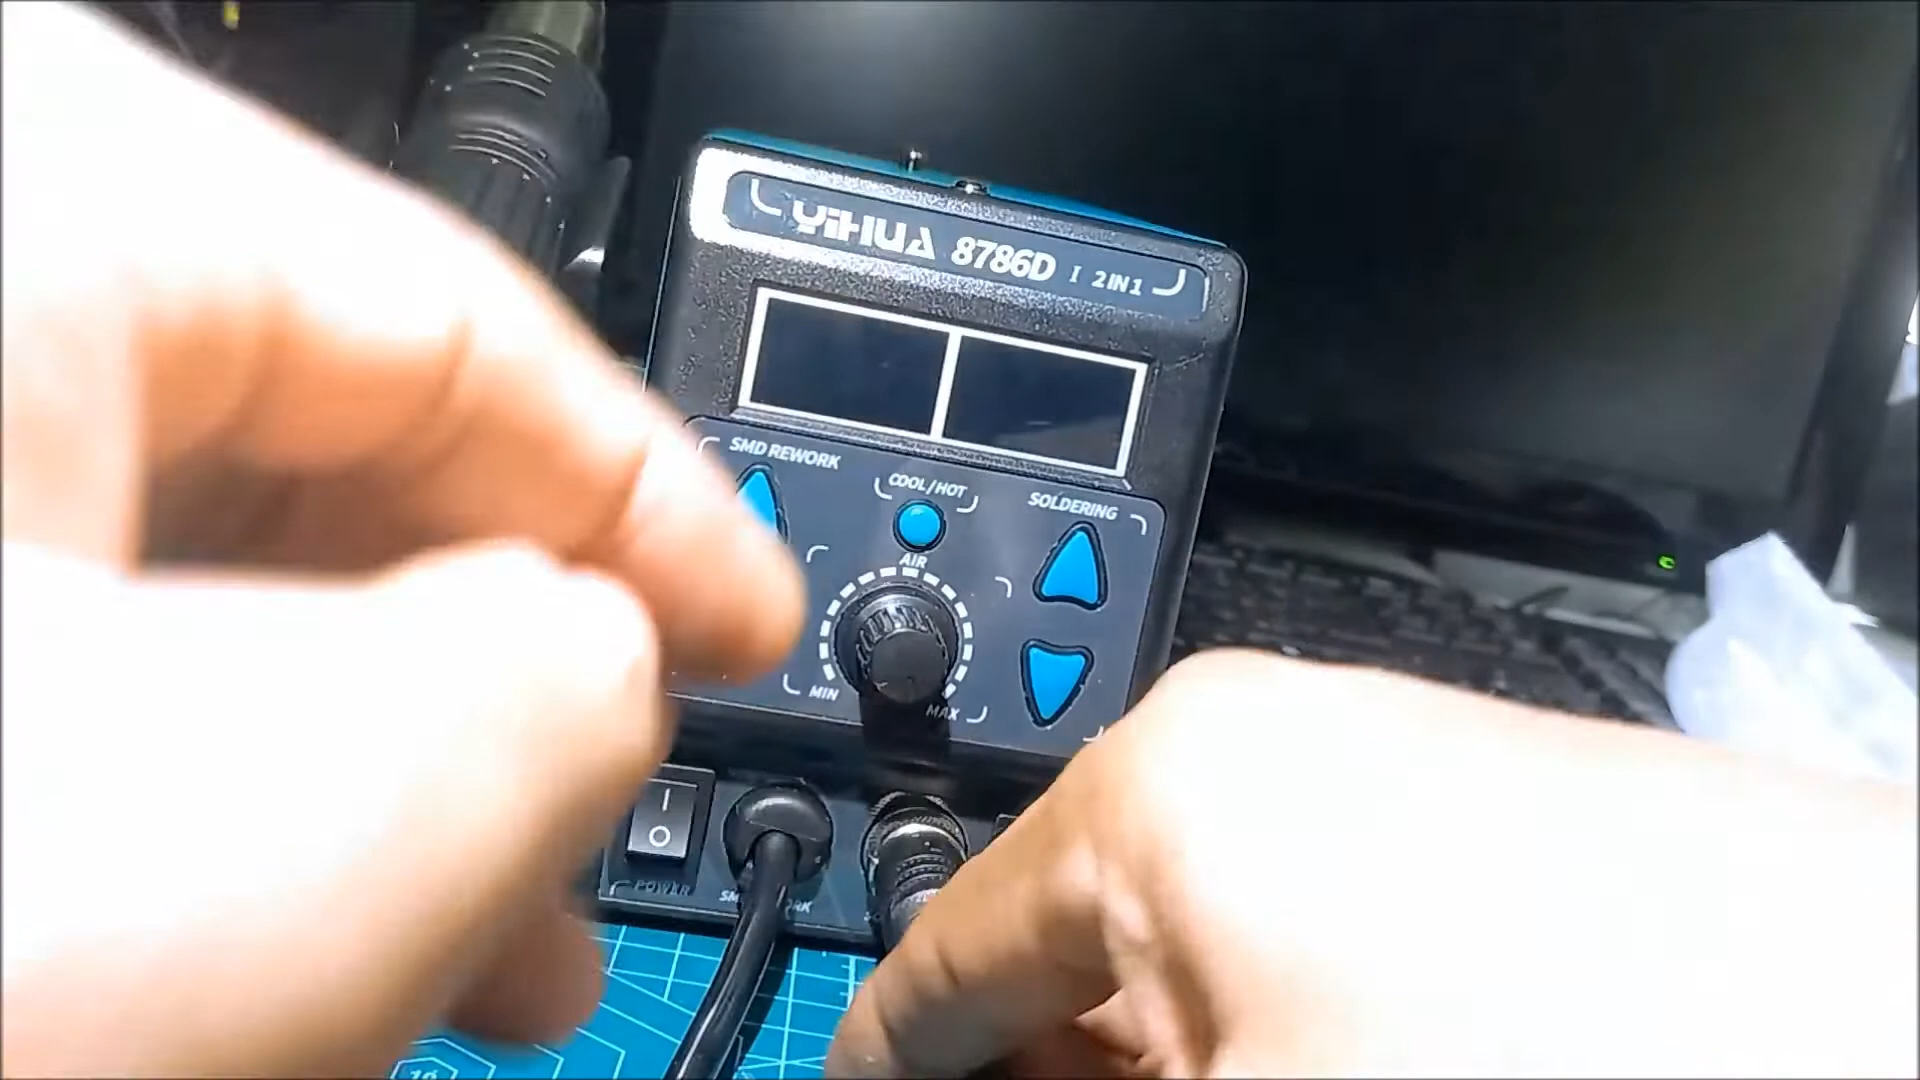 YIHUA 8786D I 2IN1
SMD REWORK
COOL/HOT
SOLDERING
AIR
MIN
MAX
I
O
POWER